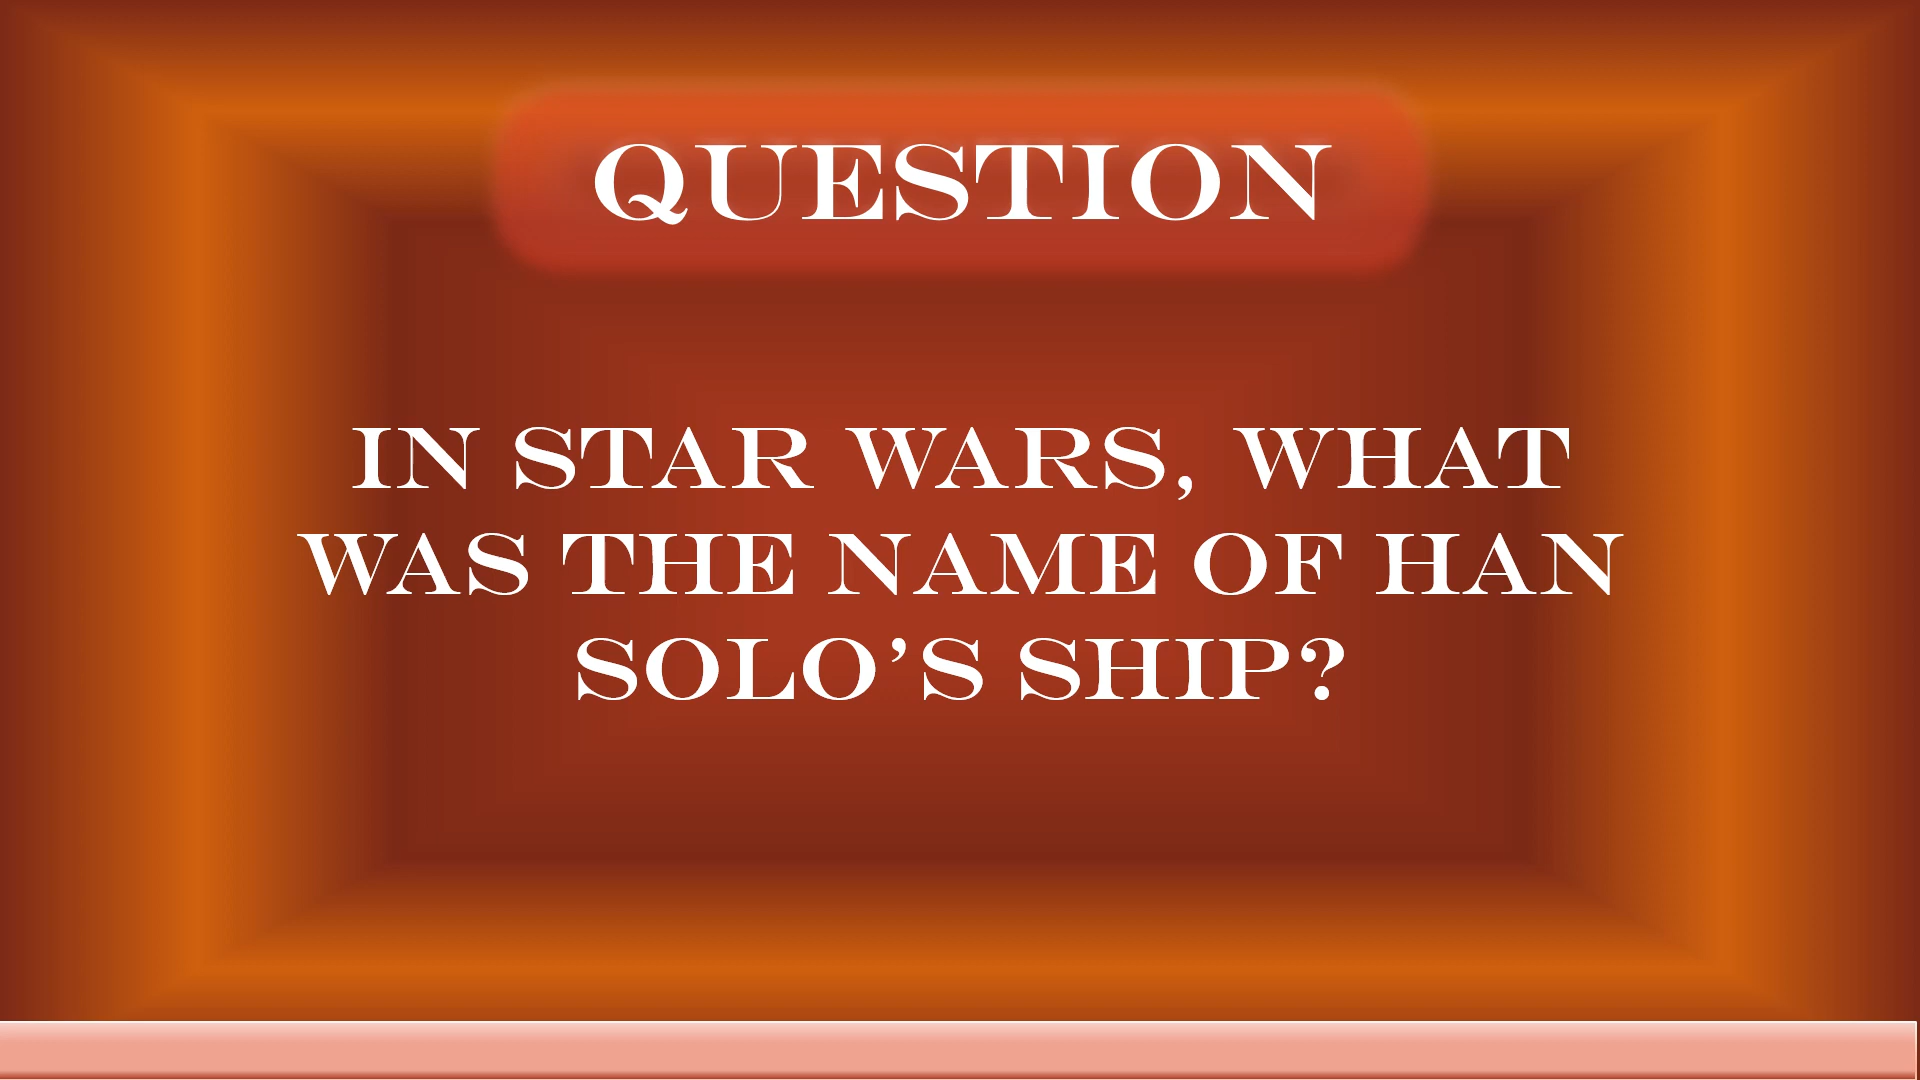 QUESTION
IN STAR WARS, WHAT
WAS THE NAME OF HAN
SOLO’S SHIP?